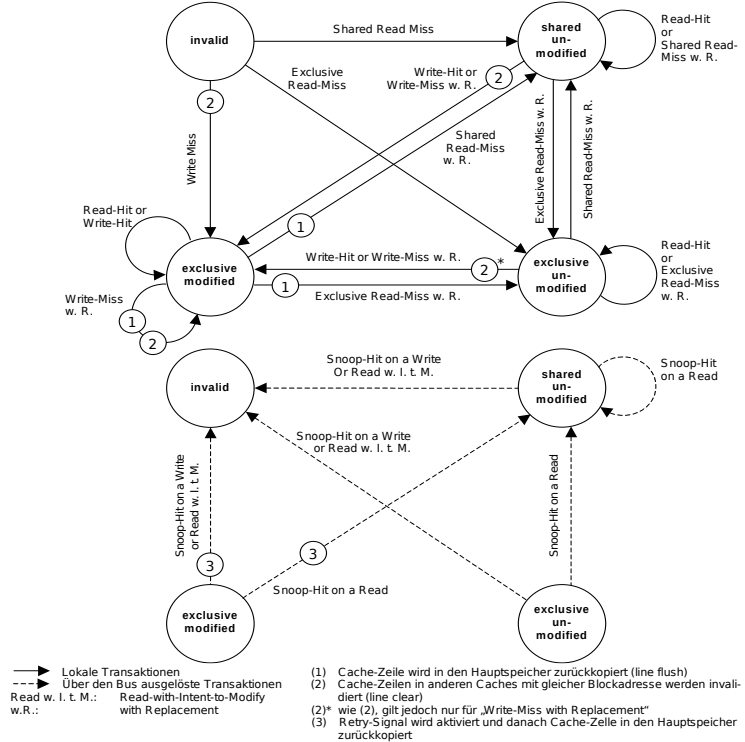 invalid
Shared Read Miss
shared
un-
modified
Read-Hit
or
Shared Read-
Miss w. R.
2
Exclusive
Read-Miss
Write-Hit or
Write-Miss w. R.
2
Write Miss
Shared
Read-Miss
w. R.
Exclusive Read-Miss w. R.
Shared Read-Miss w. R.
Read-Hit or
Write-Hit
1
exclusive
modified
Write-Hit or Write-Miss w. R.
2 *
1
Exclusive Read-Miss w. R.
exclusive
un-
modified
Read-Hit
or
Exclusive
Read-Miss
w. R.
Write-Miss
w. R.
1
2
invalid
Snoop-Hit on a Write
Or Read w. I. t. M.
shared
un-
modified
Snoop-Hit
on a Read
Snoop-Hit on a Write
or Read w. I. t. M.
Snoop-Hit on a Write
or Read w. I. t. M.
Snoop-Hit on a Read
3
3
Snoop-Hit on a Read
exclusive
modified
exclusive
un-
modified
Lokale Transaktionen
Über den Bus ausgelöste Transaktionen
Read w. I. t. M.: Read-with-Intent-to-Modify
w.R.: with Replacement
(1) Cache-Zeile wird in den Hauptspeicher zurückkopiert (line flush)
(2) Cache-Zeilen in anderen Caches mit gleicher Blockadresse werden invali-
diert (line clear)
(2)* wie (2), gilt jedoch nur für „Write-Miss with Replacement“
(3) Retry-Signal wird aktiviert und danach Cache-Zelle in den Hauptspeicher
zurückkopiert